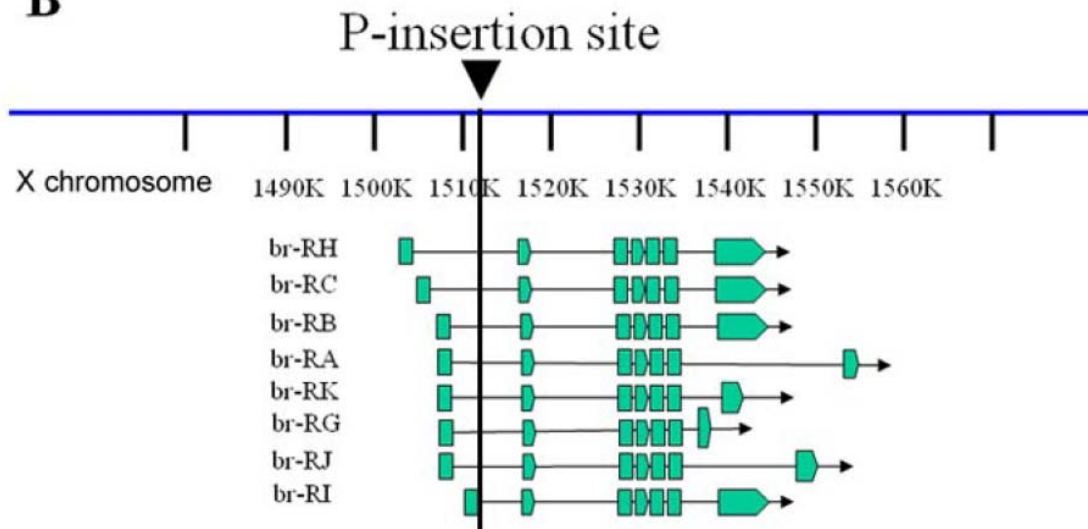 B
P-insertion site
X chromosome 1490K 1500K 1510K 1520K 1530K 1540K 1550K 1560K
br-RH
br-RC
br-RB
br-RA
br-RK
br-RG
br-RJ
br-RI